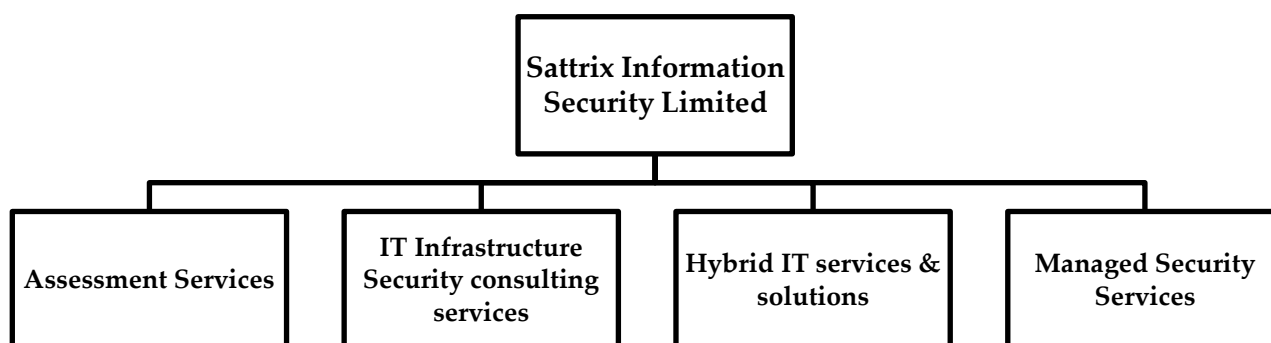 Sattrix Information
Security Limited
Assessment Services
IT Infrastructure
Security consulting
services
Hybrid IT services &
solutions
Managed Security
Services